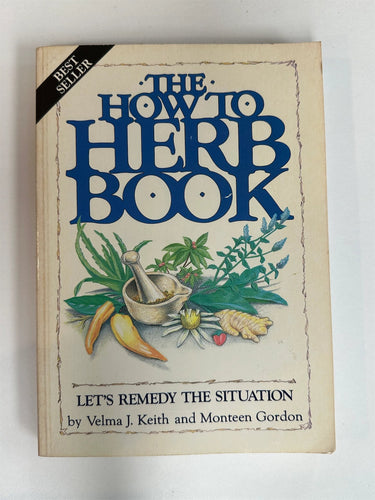 BEST
SELLER
·THE·
HOW·TO
HERB
BOOK
LET'S REMEDY THE SITUATION
by Velma J. Keith and Monteen Gordon